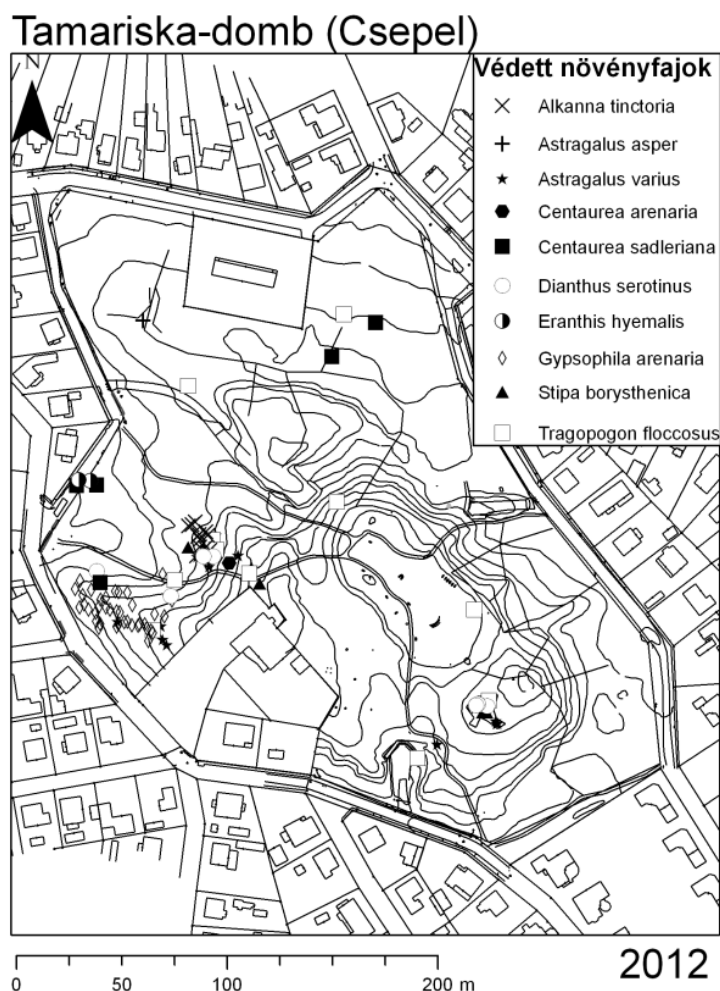 Tamariska-domb (Csepel)
N
Védett növényfajok
Alkanna tinctoria
Astragalus asper
Astragalus varius
Centaurea arenaria
Centaurea sadleriana
Dianthus serotinus
Eranthis hyemalis
Gypsophila arenaria
Stipa borysthenica
Tragopogon floccosus
0 50 100 200 m
2012